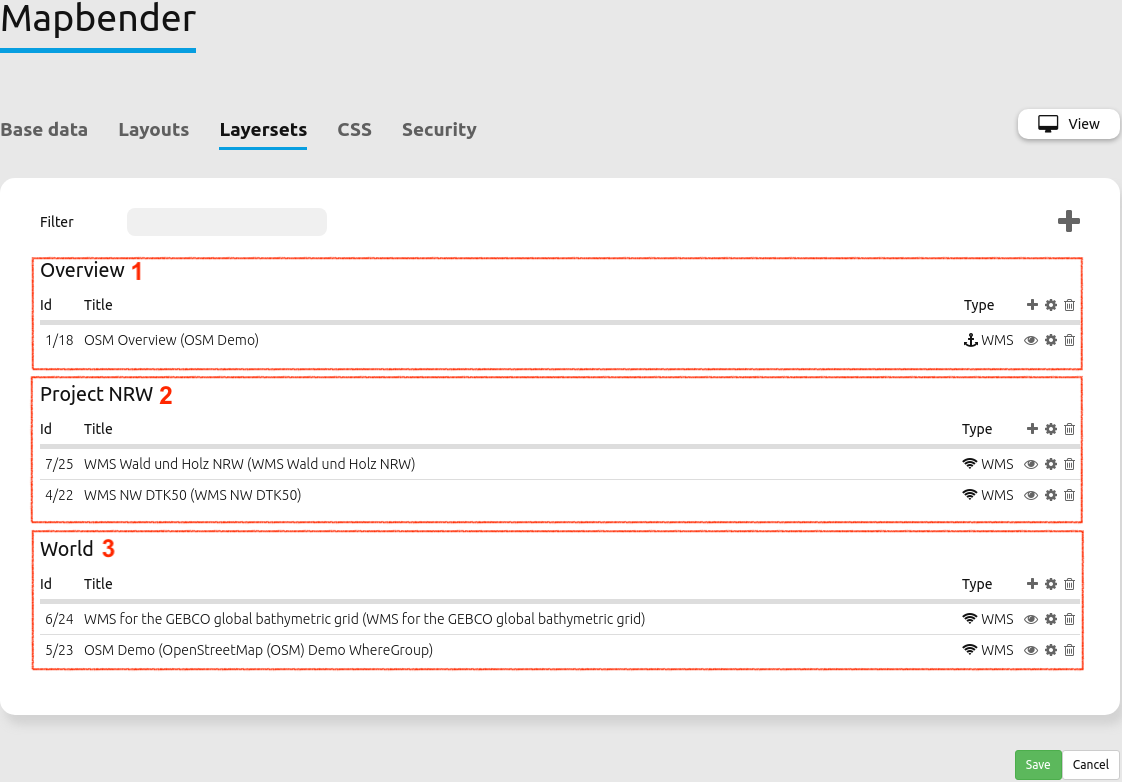 Mapbender
Base data Layouts Layersets CSS Security View
Filter
Overview 1
Id Title Type
1/18 OSM Overview (OSM Demo) WMS
Project NRW 2
Id Title Type
7/25 WMS Wald und Holz NRW (WMS Wald und Holz NRW) WMS
4/22 WMS NW DTK50 (WMS NW DTK50) WMS
World 3
Id Title Type
6/24 WMS for the GEBCO global bathymetric grid (WMS for the GEBCO global bathymetric grid) WMS
5/23 OSM Demo (OpenStreetMap (OSM) Demo WhereGroup) WMS
Save Cancel